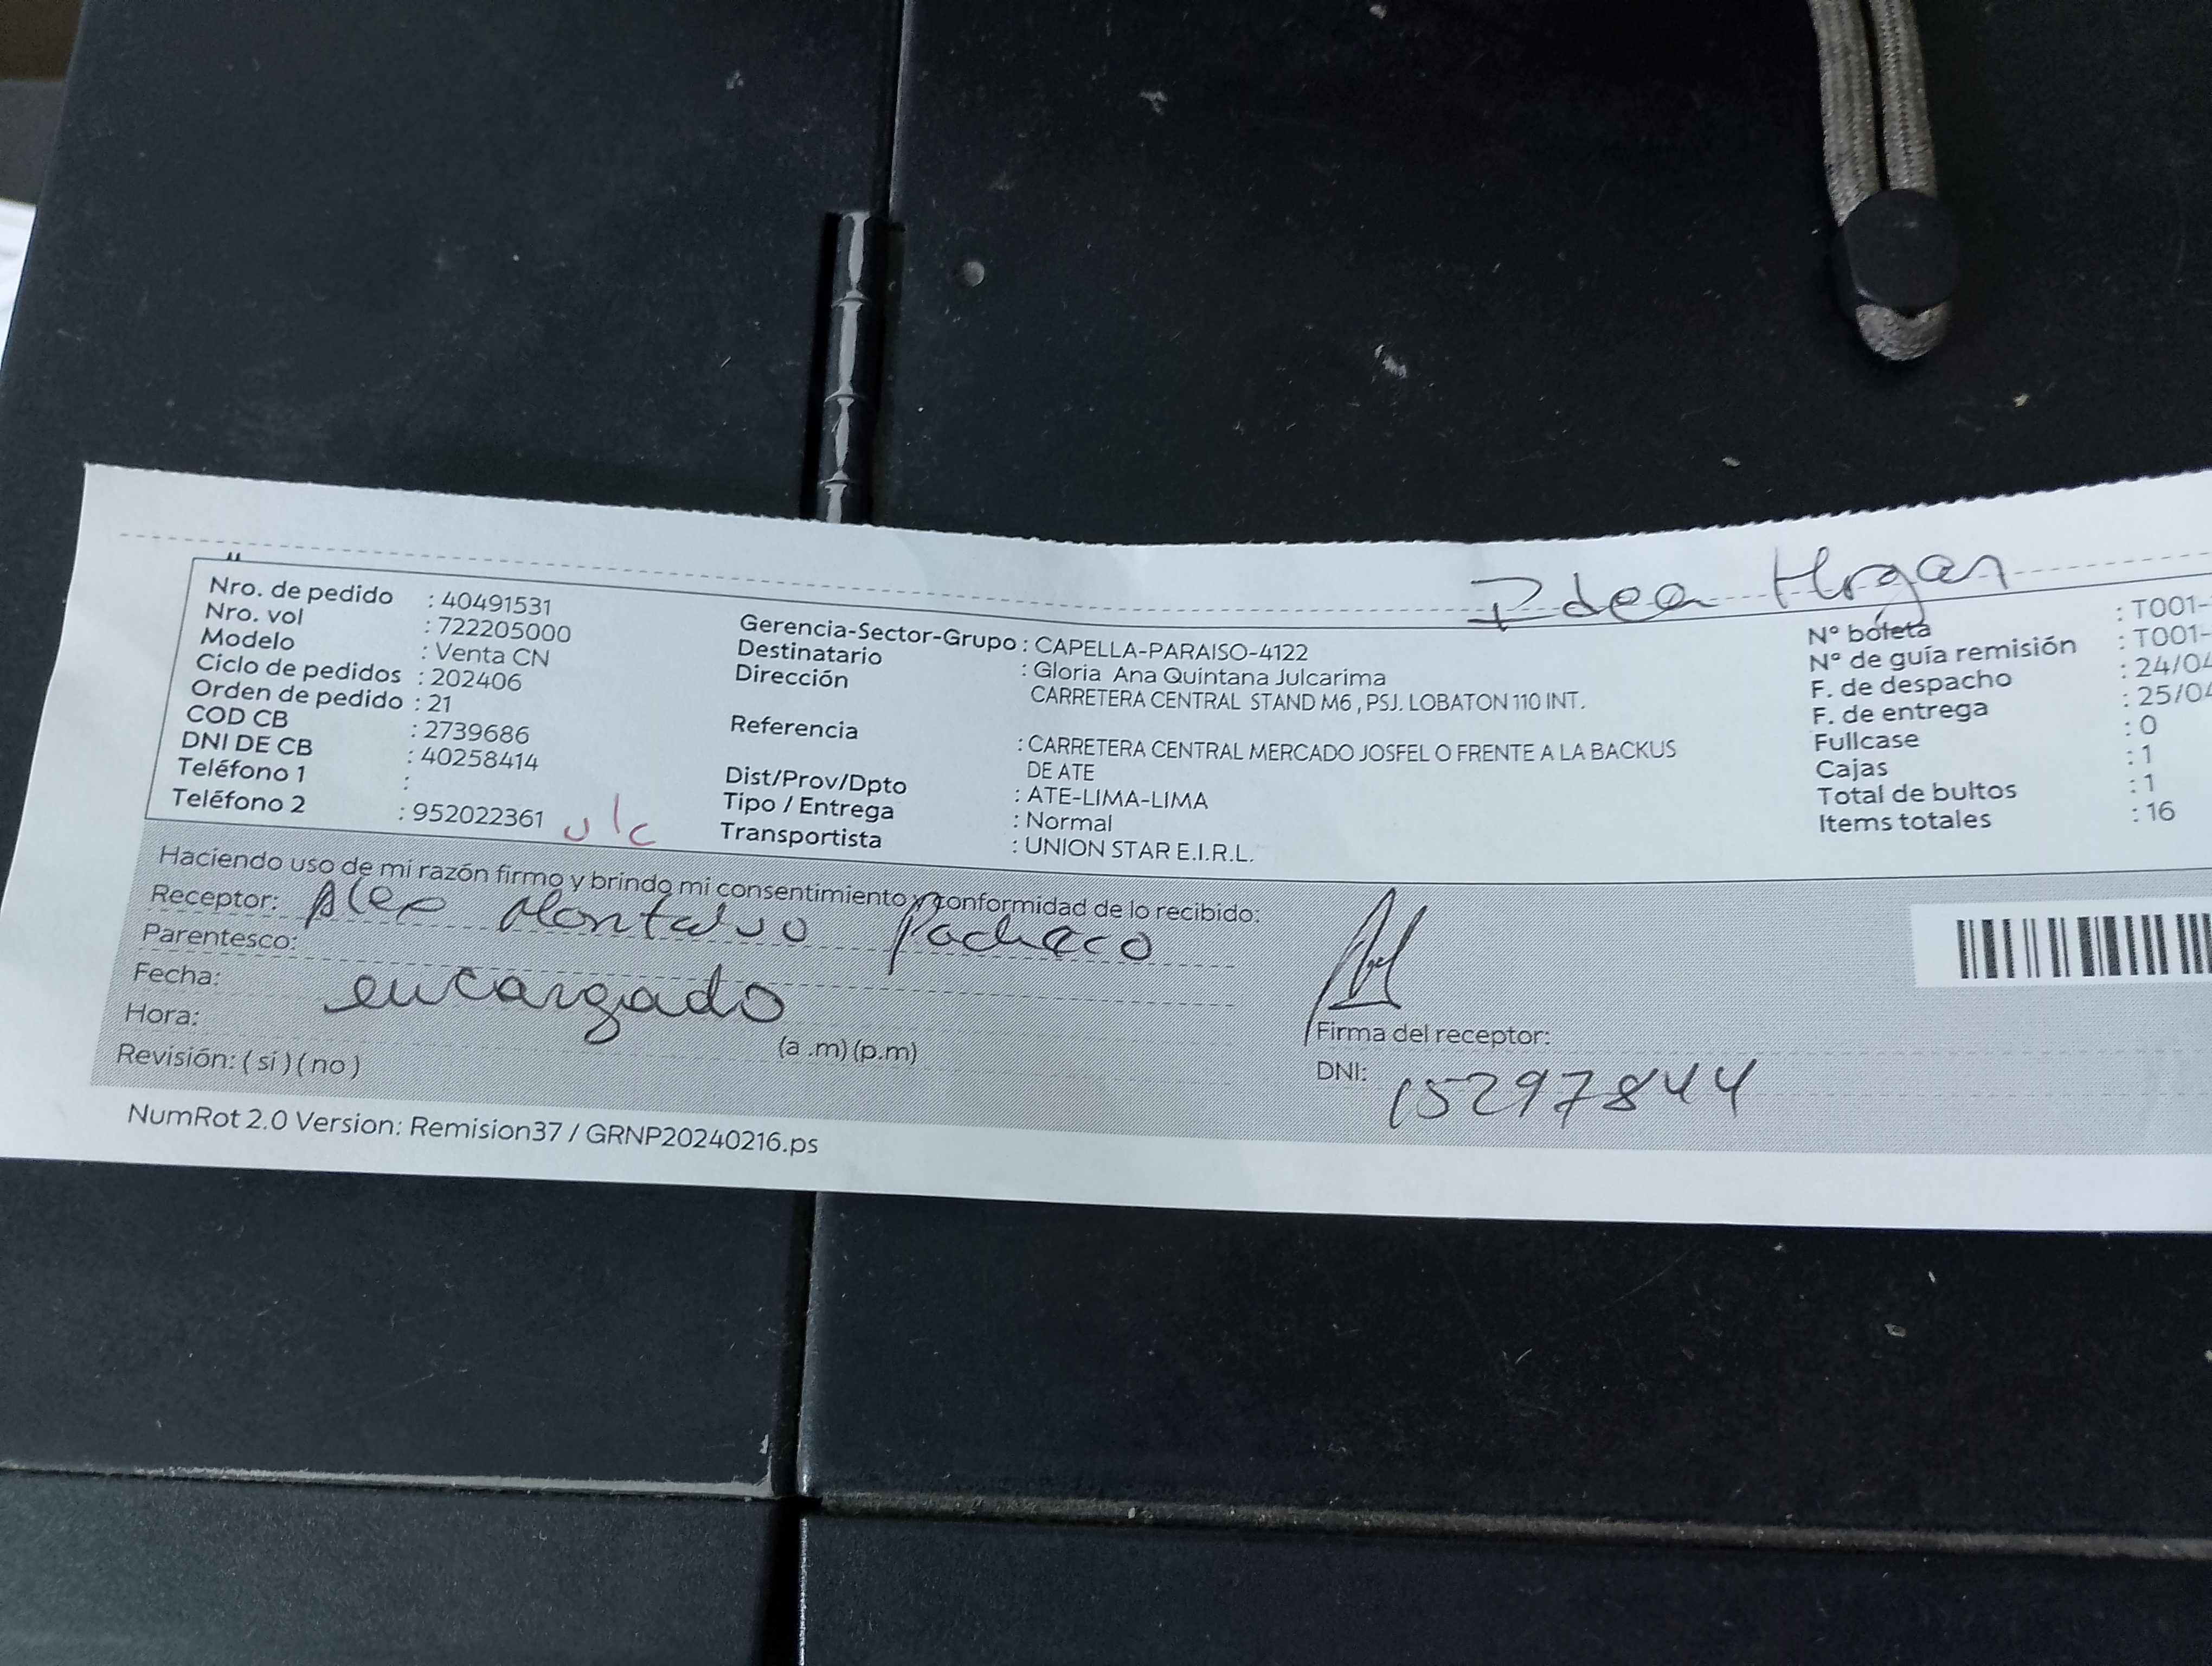 Idea Hogar
Nro. de pedido : 40491531
Nro. vol : 722205000
Modelo : Venta CN
Ciclo de pedidos : 202406
Orden de pedido : 21
COD CB : 2739686
DNI DE CB : 40258414
Teléfono 1 :
Teléfono 2 : 952022361
Gerencia-Sector-Grupo : CAPELLA-PARAISO-4122
Destinatario : Gloria Ana Quintana Julcarima
Dirección CARRETERA CENTRAL STAND M6 , PSJ. LOBATON 110 INT.
Referencia : CARRETERA CENTRAL MERCADO JOSFEL O FRENTE A LA BACKUS
DE ATE
Dist/Prov/Dpto : ATE-LIMA-LIMA
Tipo / Entrega : Normal
Transportista : UNION STAR E.I.R.L.
N° boleta : T001-
N° de guía remisión : T001-
F. de despacho : 24/04
F. de entrega : 25/04
Fullcase : 0
Cajas : 1
Total de bultos : 1
Items totales : 16
Haciendo uso de mi razón firmo y brindo mi consentimiento y conformidad de lo recibido:
Receptor: Alex Montalvo Pacheco
Parentesco:
encargado
Fecha:
Hora: (a .m) (p.m)
Revisión: ( si ) ( no )
Firma del receptor:
DNI: 15297844
NumRot 2.0 Version: Remision37 / GRNP20240216.ps